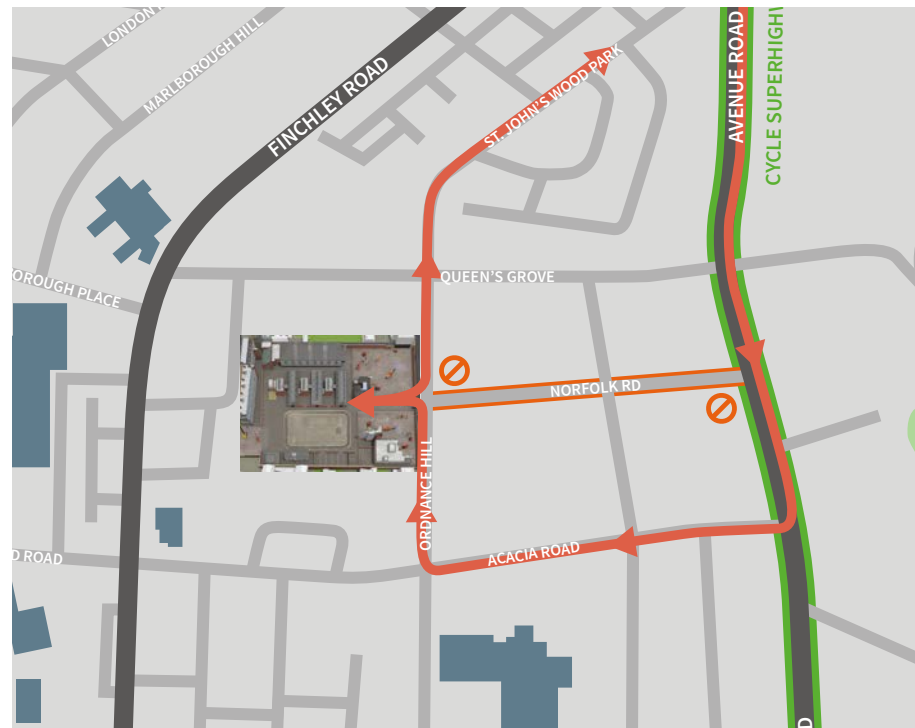 LONDON
MARLBOROUGH HILL
FINCHLEY ROAD
ST. JOHN'S WOOD PARK
AVENUE ROAD
CYCLE SUPERHIGHW
OROUGH PLACE
QUEEN'S GROVE
NORFOLK RD
ORDNANCE HILL
ACACIA ROAD
D ROAD
D